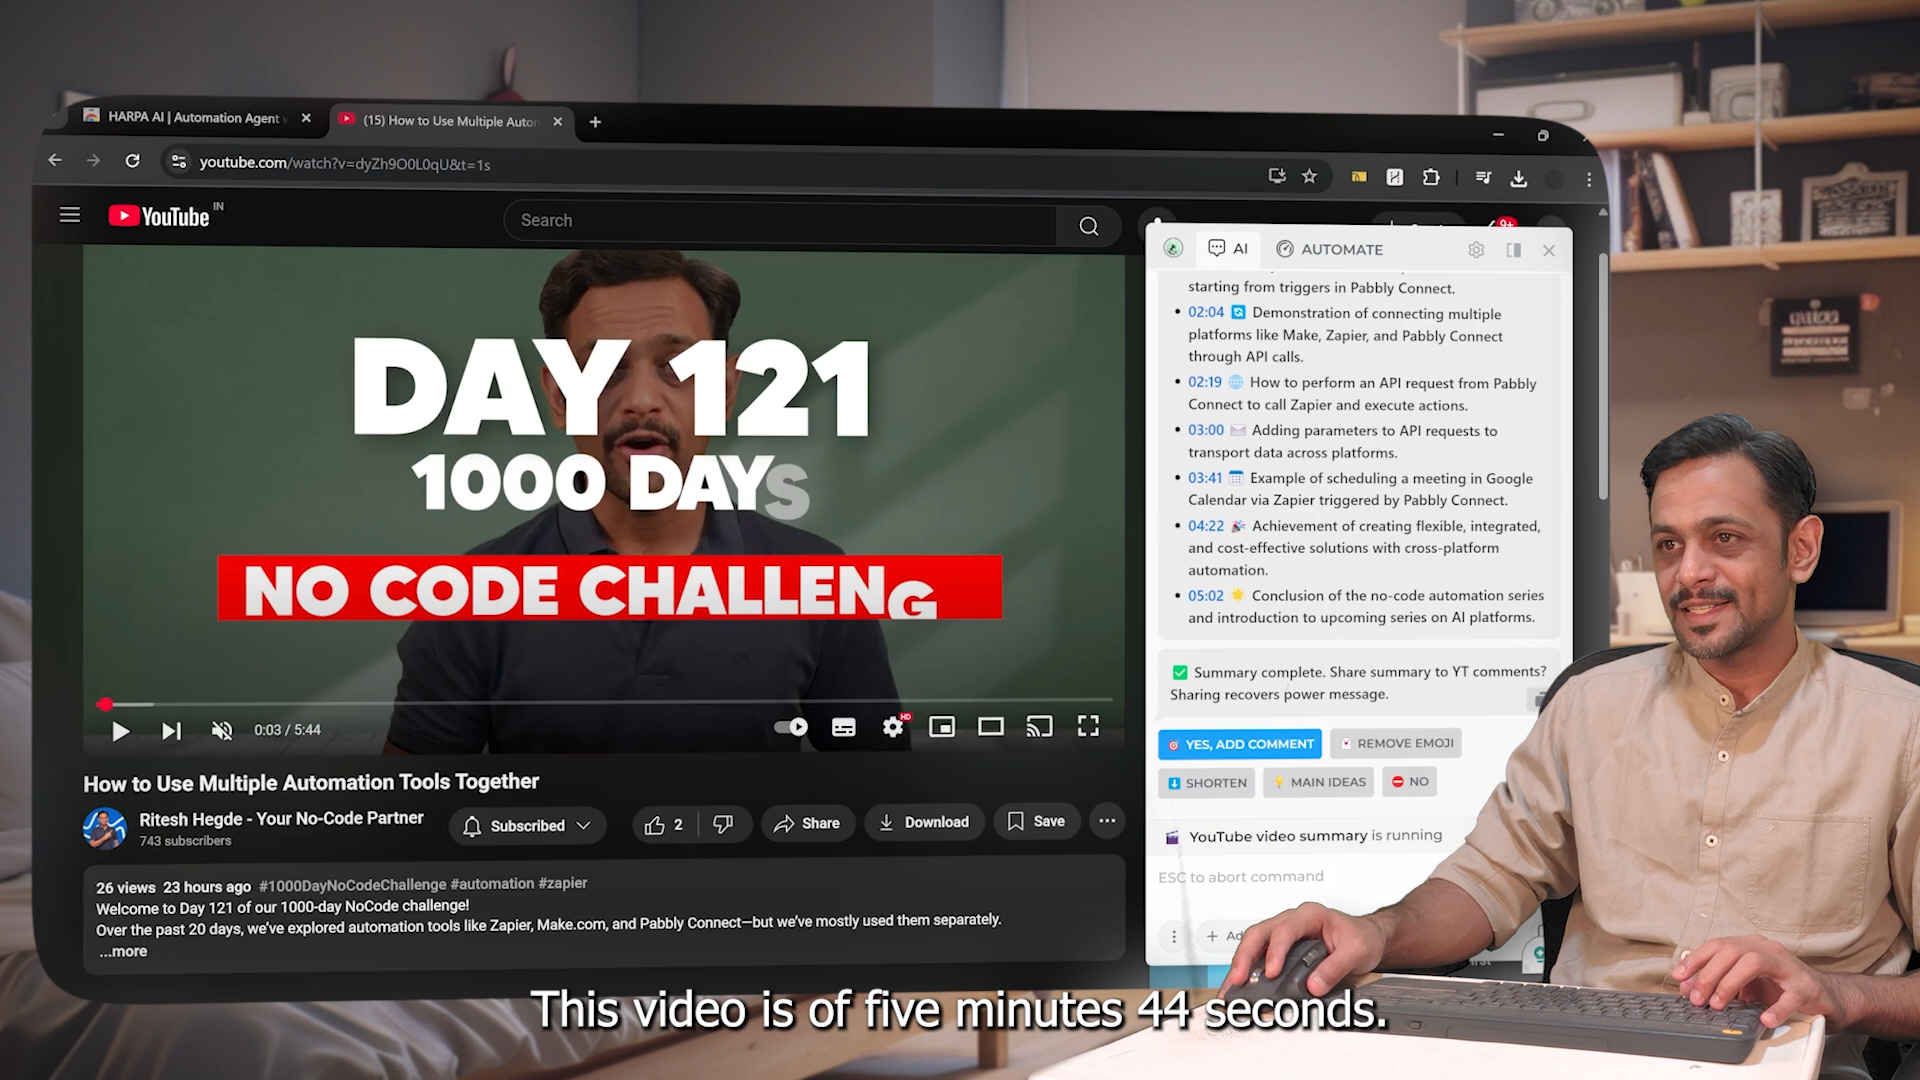 HARPA AI | Automation Agent
(15) How to Use Multiple Auton
youtube.com/watch?v=dyZh9O0L0qU&t=1s
YouTube IN
Search
9+
DAY 121
1000 DAYS
NO CODE CHALLENG
0:03 / 5:44
HD
How to Use Multiple Automation Tools Together
Ritesh Hegde - Your No-Code Partner
743 subscribers
Subscribed
2
Share
Download
Save
26 views 23 hours ago #1000DayNoCodeChallenge #automation #zapier
Welcome to Day 121 of our 1000-day NoCode challenge!
Over the past 20 days, we've explored automation tools like Zapier, Make.com, and Pabbly Connect—but we've mostly used them separately.
...more
AI
AUTOMATE
starting from triggers in Pabbly Connect.
• 02:04 🔄 Demonstration of connecting multiple
platforms like Make, Zapier, and Pabbly Connect
through API calls.
• 02:19 🌐 How to perform an API request from Pabbly
Connect to call Zapier and execute actions.
• 03:00 ✉️ Adding parameters to API requests to
transport data across platforms.
• 03:41 📅 Example of scheduling a meeting in Google
Calendar via Zapier triggered by Pabbly Connect.
• 04:22 🎉 Achievement of creating flexible, integrated,
and cost-effective solutions with cross-platform
automation.
• 05:02 🌟 Conclusion of the no-code automation series
and introduction to upcoming series on AI platforms.
✅ Summary complete. Share summary to YT comments?
Sharing recovers power message.
YES, ADD COMMENT
REMOVE EMOJI
SHORTEN
MAIN IDEAS
NO
YouTube video summary is running
ESC to abort command
+ Ad
This video is of five minutes 44 seconds.